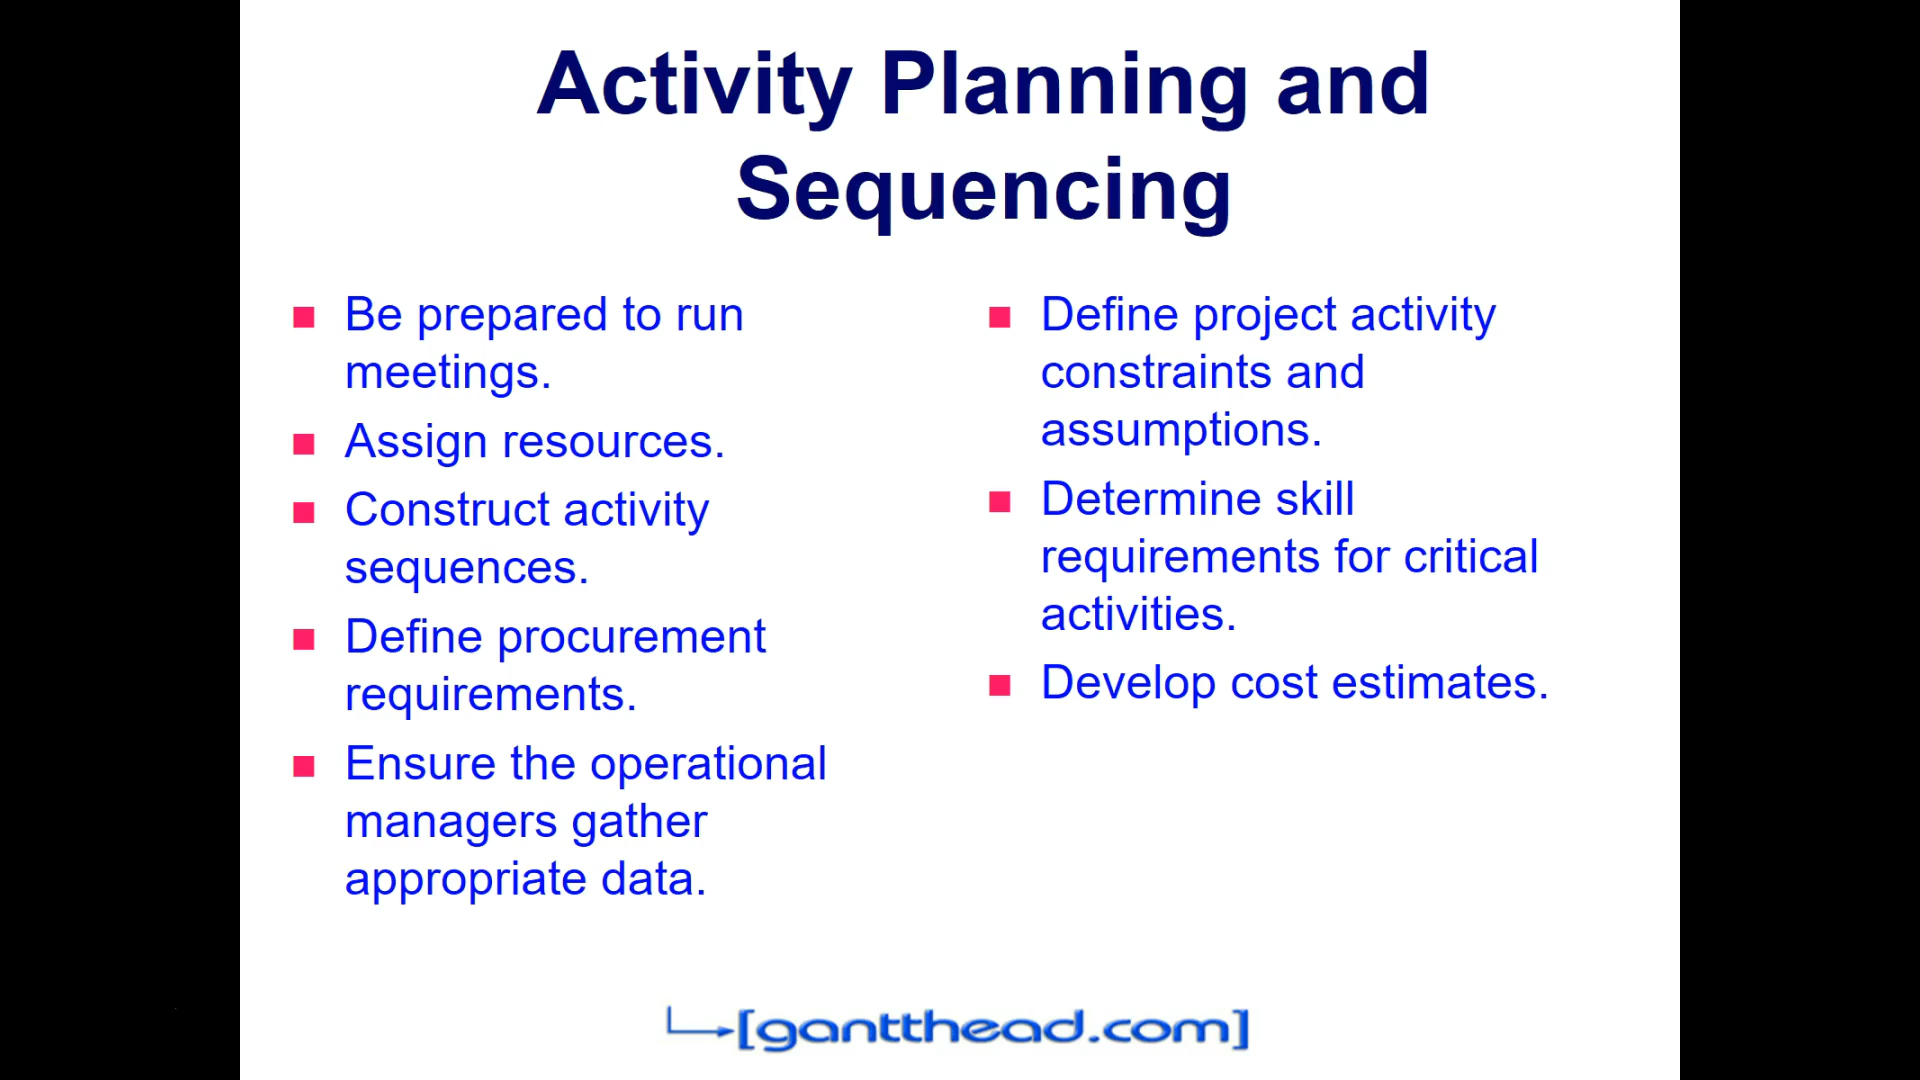 Activity Planning and
Sequencing
Be prepared to run
meetings.
Assign resources.
Construct activity
sequences.
Define procurement
requirements.
Ensure the operational
managers gather
appropriate data.
Define project activity
constraints and
assumptions.
Determine skill
requirements for critical
activities.
Develop cost estimates.
[gantthead.com]